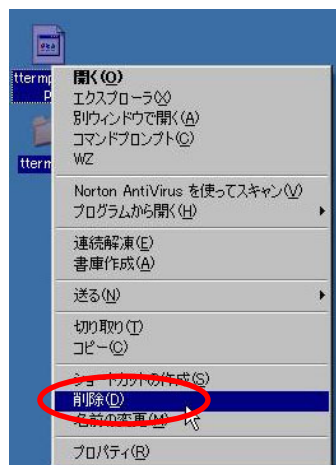 ttermp
p
tterm
開く(O)
エクスプローラ(X)
別ウィンドウで開く(A)
コマンドプロンプト(C)
WZ
Norton AntiVirus を使ってスキャン(V)
プログラムから開く(H)
連続解凍(E)
書庫作成(A)
送る(N)
切り取り(T)
コピー(C)
ショートカットの作成(S)
削除(D)
名前の変更(M)
プロパティ(R)